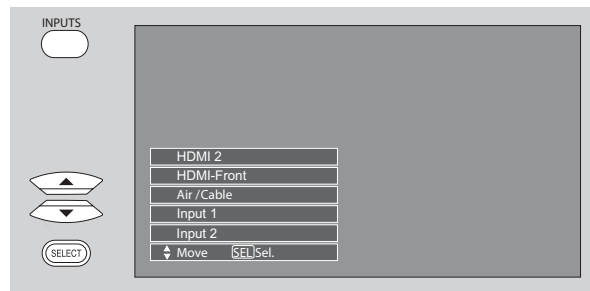 INPUTS
HDMI 2
HDMI-Front
Air /Cable
Input 1
Input 2
Move SEL Sel.
SELECT